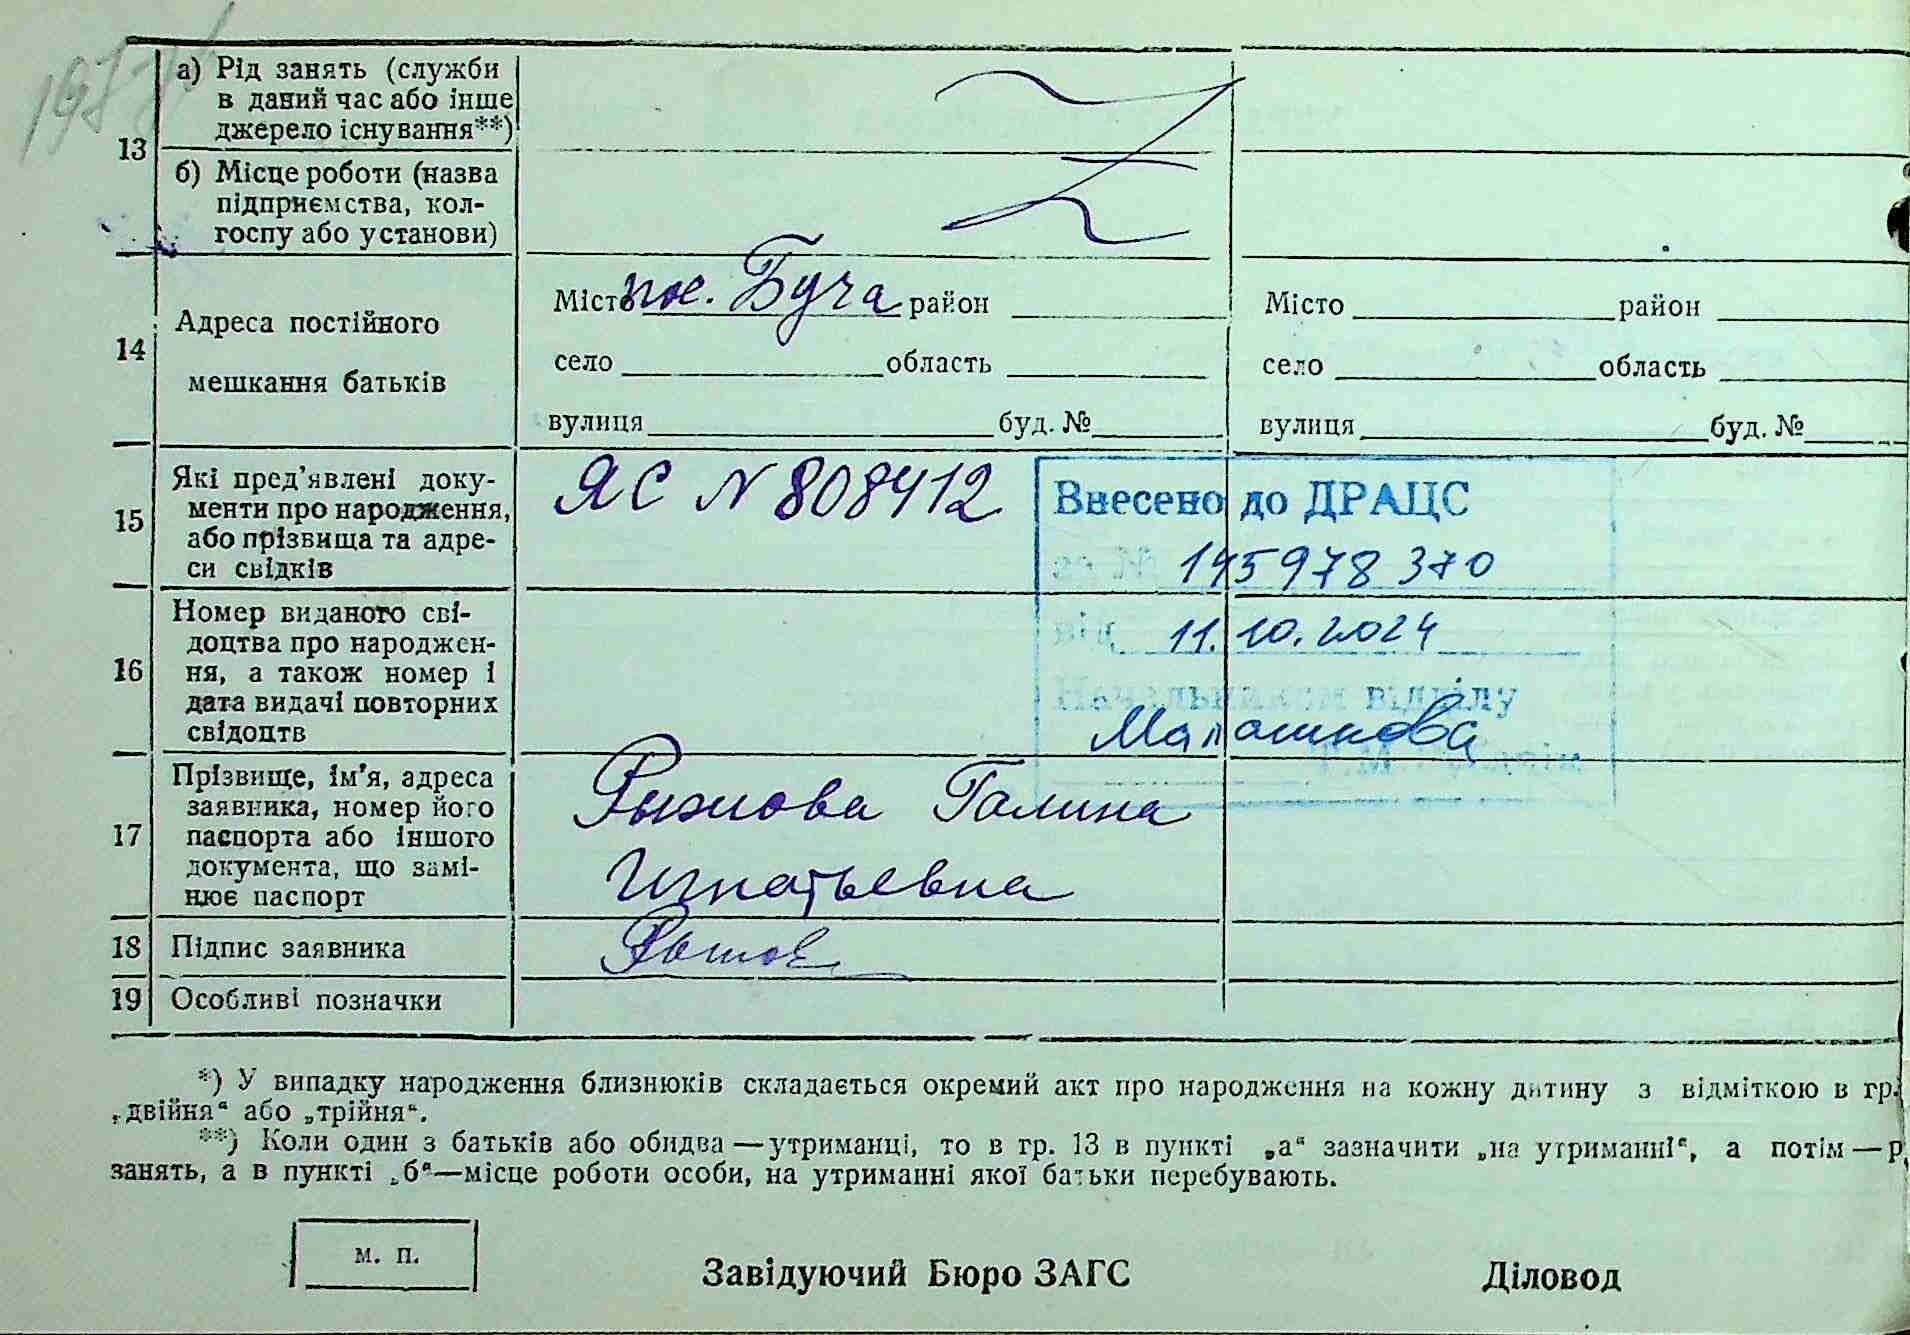 13
а) Рід занять (служби
в даний час або інше
джерело існування**)
б) Місце роботи (назва
підприємства, кол-
госпу або установи)
14
Адреса постійного
мешкання батьків
Місто пос. Буча район
село область
вулиця буд. №
Місто район
село область
вулиця буд. №
15
Які пред’явлені доку-
менти про народження,
або прізвища та адре-
си свідків
ЯС N 808412
Внесено до ДРАЦС
за № 145978370
від 11.10.2024
Начальником відділу
16
Номер виданого сві-
доцтва про народжен-
ня, а також номер і
дата видачі повторних
свідоцтв
17
Прізвище, ім’я, адреса
заявника, номер його
паспорта або іншого
документа, що замі-
нює паспорт
Рыжова Галина
Игнатьевна
18
Підпис заявника
19
Особливі позначки
*) У випадку народження близнюків складається окремий акт про народження на кожну дитину з відміткою в гр.
„двійня“ або „трійня“.
**) Коли один з батьків або обидва — утриманці, то в гр. 13 в пункті „а“ зазначити „на утриманні“, а потім — р
занять, а в пункті „б“—місце роботи особи, на утриманні якої батьки перебувають.
м. п.
Завідуючий Бюро ЗАГС
Діловод